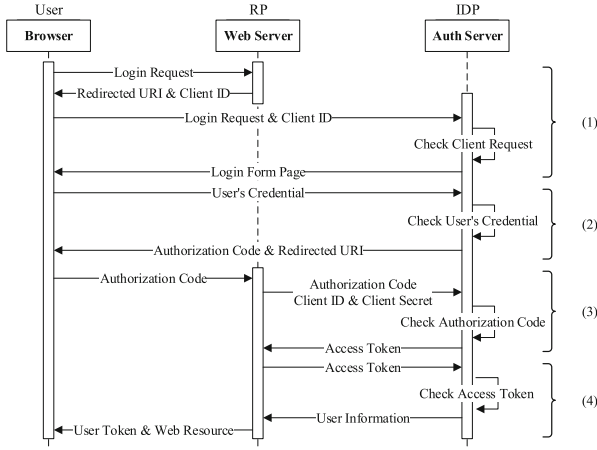 User RP IDP
Browser Web Server Auth Server
Login Request
Redirected URI & Client ID
Login Request & Client ID
(1)
Check Client Request
Login Form Page
User's Credential
Check User's Credential
(2)
Authorization Code & Redirected URI
Authorization Code
Authorization Code
Client ID & Client Secret
(3)
Check Authorization Code
Access Token
Access Token
Check Access Token
(4)
User Information
User Token & Web Resource